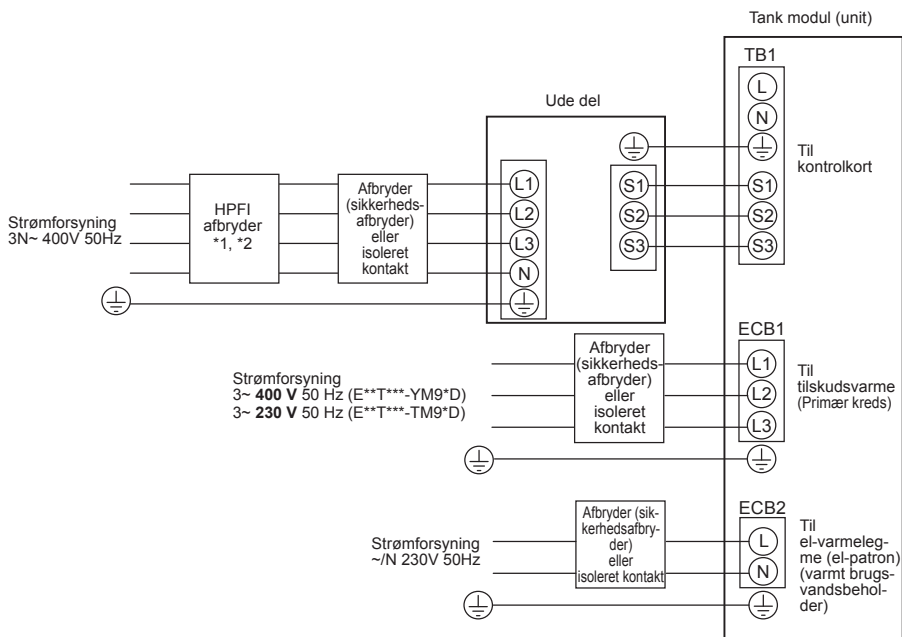 Tank modul (unit)
TB1
L
N
Til
kontrolkort
S1
S2
S3
Ude del
L1
L2
L3
N
S1
S2
S3
Strømforsyning
3N~ 400V 50Hz
HPFI
afbryder
*1, *2
Afbryder
(sikkerheds-
afbryder)
eller
isoleret
kontakt
ECB1
L1
L2
L3
Til
tilskudsvarme
(Primær kreds)
Strømforsyning
3~ 400 V 50 Hz (E**T***-YM9*D)
3~ 230 V 50 Hz (E**T***-TM9*D)
Afbryder
(sikkerheds-
afbryder)
eller
isoleret
kontakt
ECB2
L
N
Til
el-varmeleg-
me (el-patron)
(varmt brugs-
vandsbehol-
der)
Strømforsyning
~/N 230V 50Hz
Afbryder (sik-
kerhedsafbry-
der)
eller
isoleret kontakt